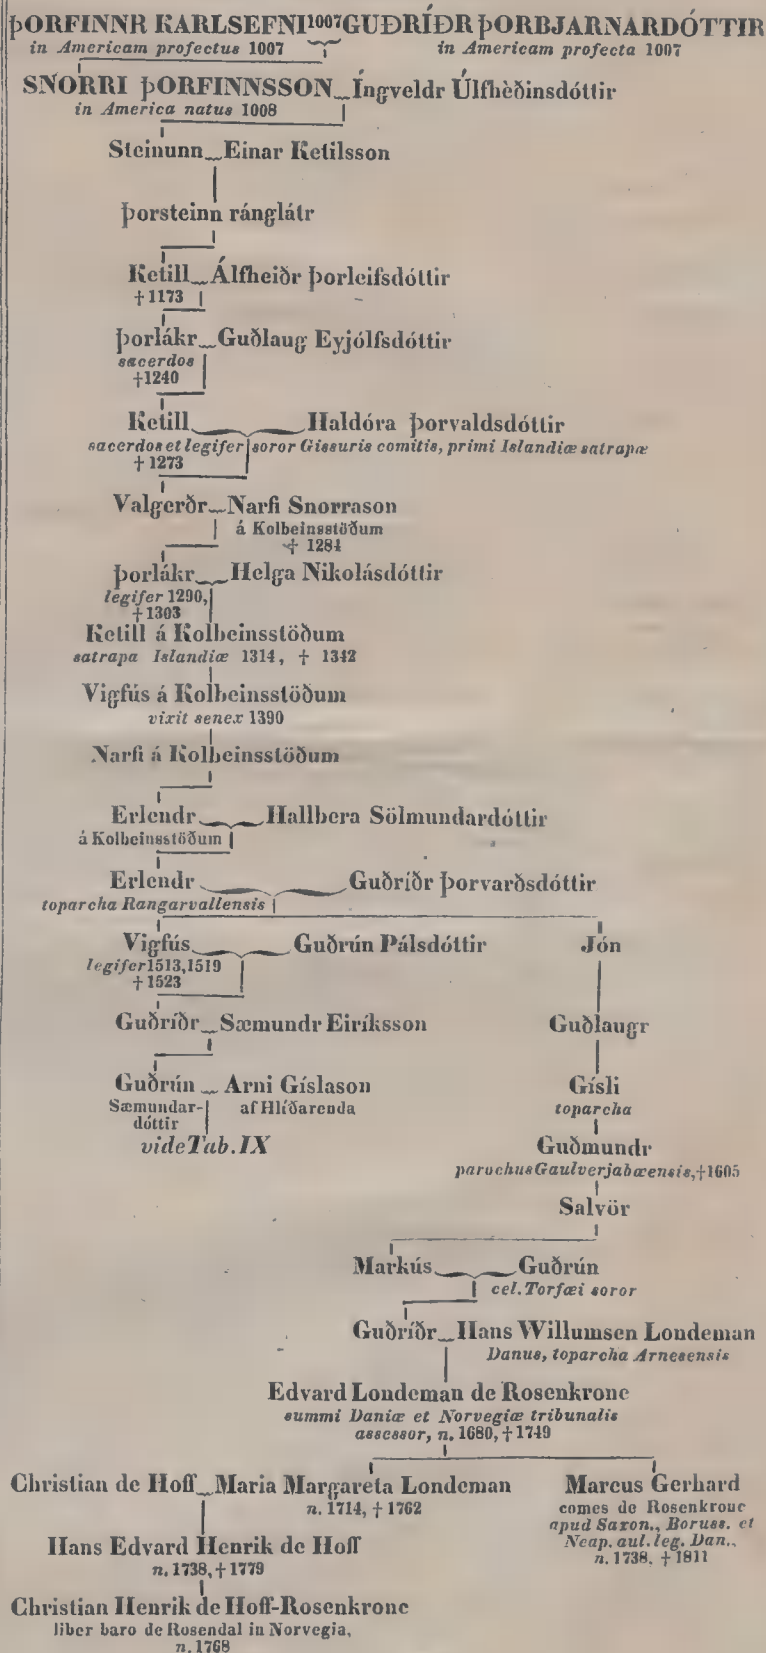 ÞORFINNR KARLSEFNI 1007 GUÐRÍÐR ÞORBJARNARDÓTTIR
in Americam profectus 1007 in Americam profecta 1007
SNORRI ÞORFINNSSON Íngveldr Úlfhèðinsdóttir
in America natus 1008
Steinunn Einar Ketilsson
Þorsteinn ránglátr
Ketill Álfheiðr Þorleifsdóttir
†1173
Þorlákr Guðlaug Eyjólfsdóttir
sacerdos
†1240
Ketill Haldóra Þorvaldsdóttir
sacerdos et legifer soror Gissuris comitis, primi Islandiæ satrapæ
†1273
Valgerðr Narfi Snorrason
á Kolbeinsstöðum
† 1284
Þorlákr Helga Nikolásdóttir
legifer 1290,
†1303
Ketill á Kolbeinsstöðum
satrapa Islandiæ 1314, † 1342
Vigfús á Kolbeinsstöðum
vixit senex 1390
Narfi á Kolbeinsstöðum
Erlendr Hallbera Sölmundardóttir
á Kolbeinsstöðum
Erlendr Guðríðr Þorvarðsdóttir
toparcha Rangarvallensis
Vigfús Guðrún Pálsdóttir Jón
legifer 1513, 1519
†1523
Guðríðr Sæmundr Eiríksson Guðlaugr
Guðrún Arni Gíslason Gísli
Sæmundar- af Hlíðarenda toparcha
dóttir
vide Tab. IX Guðmundr
parochus Gaulverjabæensis, †1605
Salvör
Markús Guðrún
cel. Torfæi soror
Guðríðr Hans Willumsen Londeman
Danus, toparcha Arnesensis
Edvard Londeman de Rosenkrone
summi Daniæ et Norvegiæ tribunalis
assessor, n. 1680, †1749
Christian de Hoff Maria Margareta Londeman Marcus Gerhard
n. 1714, †1762 comes de Rosenkrone
apud Saxon., Boruss. et
Hans Edvard Henrik de Hoff Neap. aul. leg. Dan.,
n. 1738, †1779 n. 1738, †1811
Christian Henrik de Hoff-Rosenkrone
liber baro de Rosendal in Norvegia,
n. 1768